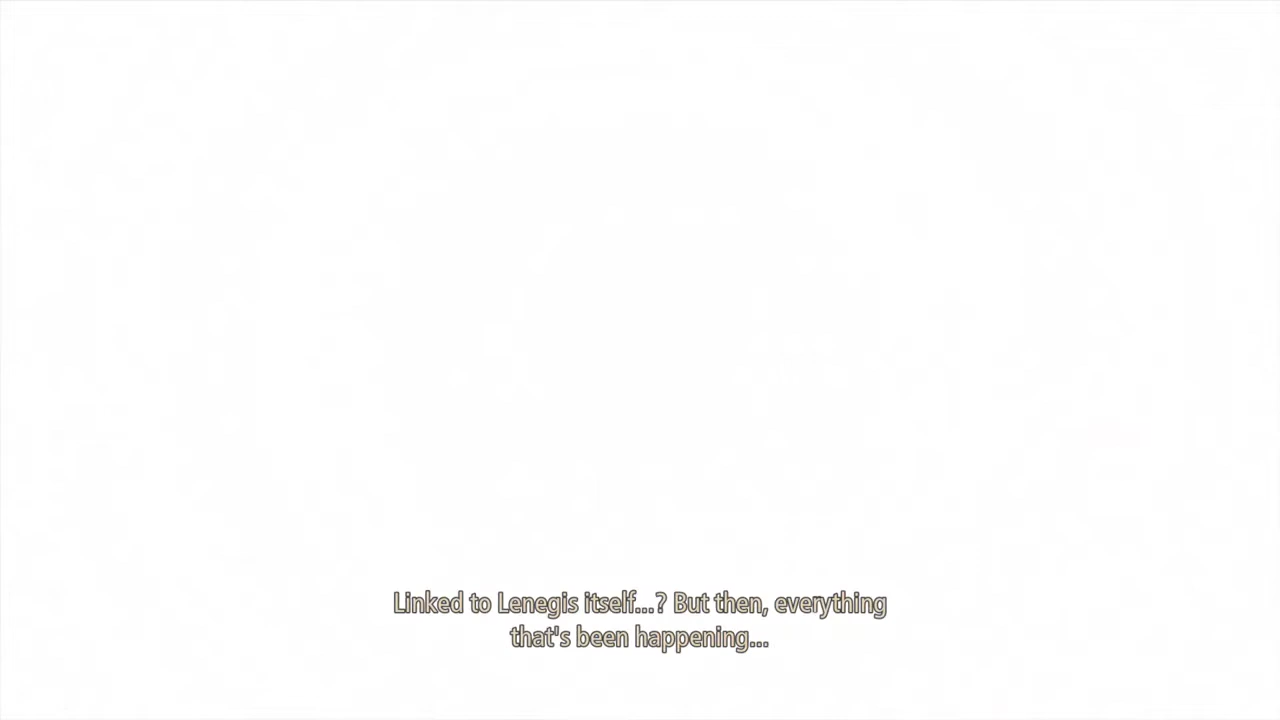 Linked to Lenegis itself...? But then, everything
that's been happening...